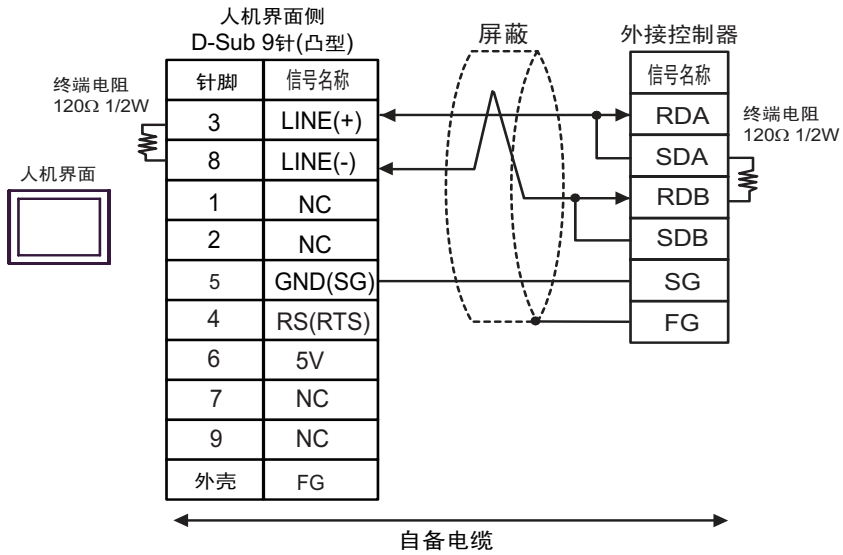 人机界面侧
D-Sub 9针(凸型)
屏蔽
外接控制器
终端电阻
120Ω 1/2W
人机界面
针脚 信号名称
3 LINE(+)
8 LINE(-)
1 NC
2 NC
5 GND(SG)
4 RS(RTS)
6 5V
7 NC
9 NC
外壳 FG
信号名称
RDA
SDA
RDB
SDB
SG
FG
终端电阻
120Ω 1/2W
自备电缆